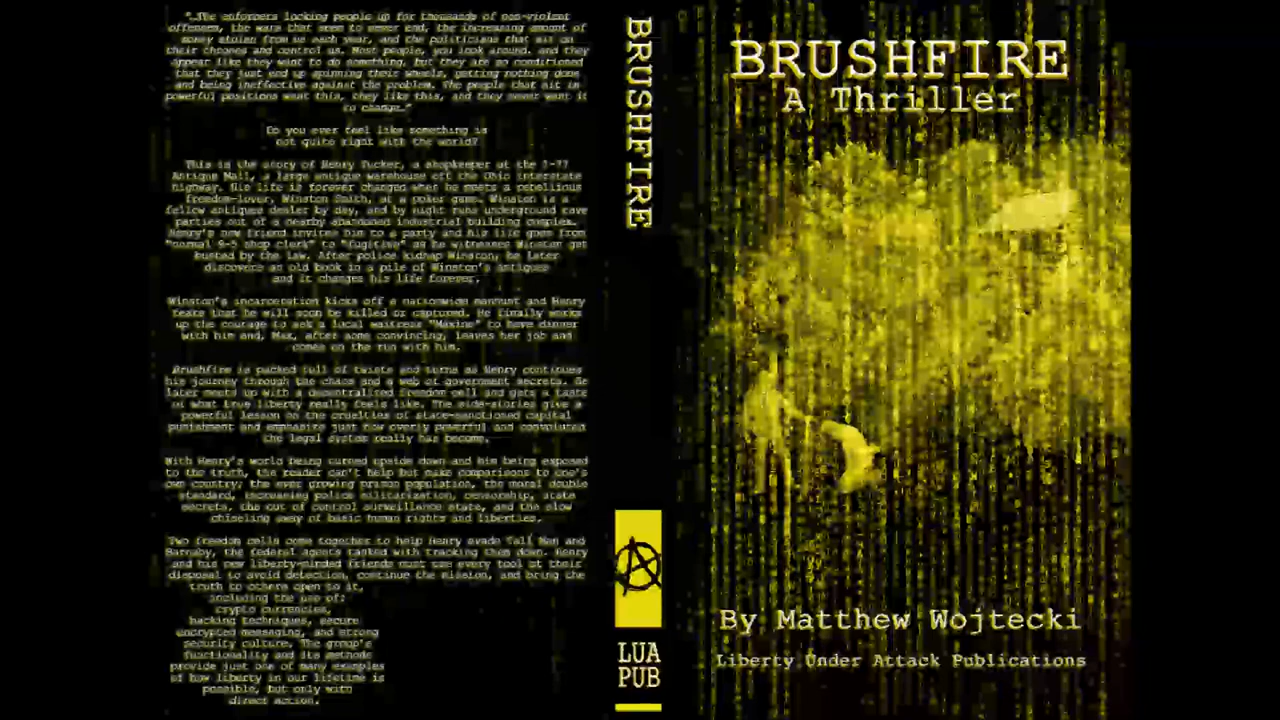 "…The enforcers locking people up for thousands of non-violent
offenses, the wars that seem to never end, the increasing amount of
money stolen from us each year, and the politicians that sit on
their thrones and control us. Most people, you look around, and they
appear like they want to do something, but they are so conditioned
that they just end up spinning their wheels, getting nothing done
and being ineffective against the problem. The people that sit in
powerful positions want this, they like this, and they never want it
to change."
Do you ever feel like something is
not quite right with the world?
This is the story of Henry Tucker, a shopkeeper at the I-77
Antique Mall, a large antique warehouse off the Ohio interstate
highway. His life is forever changed when he meets a rebellious
freedom-lover, Winston Smith, at a poker game. Winston is a
fellow antiques dealer by day, and by night runs underground rave
parties out of a nearby abandoned industrial building complex.
Henry's new friend invites him to a party and his life goes from
"normal 9-5 shop clerk" to "fugitive" as he witnesses Winston get
busted by the law. After police kidnap Winston, he later
discovers an old book in a pile of Winston's antiques
and it changes his life forever.
Winston's incarceration kicks off a nationwide manhunt and Henry
fears that he will soon be killed or captured. He finally works
up the courage to ask a local waitress "Maxine" to have dinner
with him and, Max, after some convincing, leaves her job and
comes on the run with him.
Brushfire is packed full of twists and turns as Henry continues
his journey through the chaos and a web of government secrets. He
later meets up with a decentralized freedom cell and gets a taste
of what true liberty really feels like. The side-stories give a
powerful lesson on the cruelties of state-sanctioned capital
punishment and emphasize just how overly powerful and convoluted
the legal system really has become.
With Henry's world being turned upside down and him being exposed
to the truth, the reader can't help but make comparisons to one's
own country, the ever growing prison population, the moral double
standard, increasing police militarization, censorship, state
secrets, the out of control surveillance state, and the slow
chiseling away of basic human rights and liberties.
Two freedom cells come together to help Henry evade Tall Man and
Barnaby, the federal agents tasked with tracking them down. Henry
and his new liberty-minded friends must use every tool at their
disposal to avoid detection, continue the mission, and bring the
truth to others open to it,
including the use of:
crypto currencies,
hacking techniques, secure
encrypted messaging, and strong
security culture. The group's
functionality and its methods
provide just one of many examples
of how liberty in our lifetime is
possible, but only with
direct action.
BRUSHFIRE
LUA
PUB
BRUSHFIRE
A Thriller
By Matthew Wojtecki
Liberty Under Attack Publications